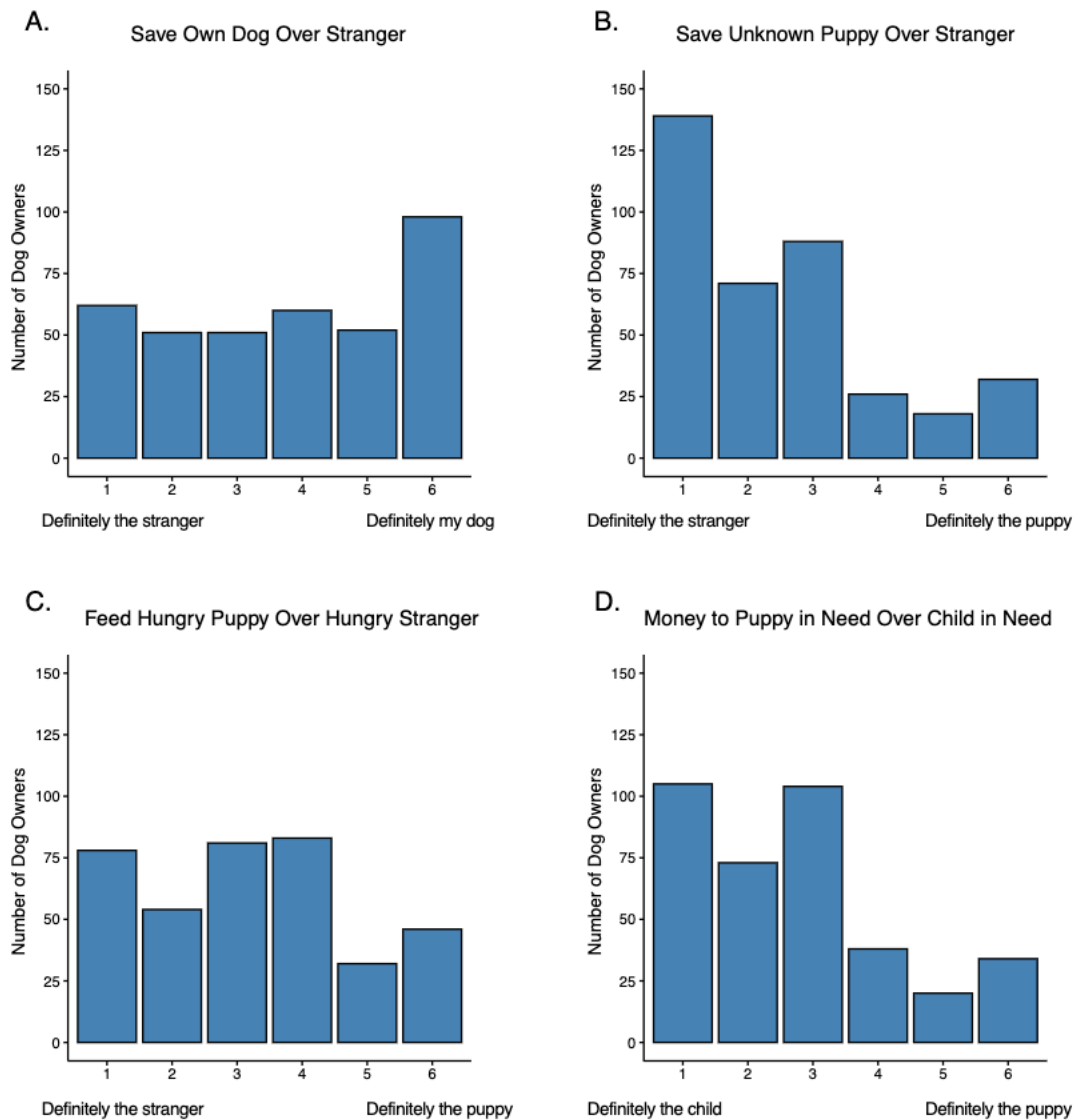 A.
Save Own Dog Over Stranger
150
125
100
75
50
25
0
Number of Dog Owners
1 2 3 4 5 6
Definitely the stranger Definitely my dog
B.
Save Unknown Puppy Over Stranger
150
125
100
75
50
25
0
Number of Dog Owners
1 2 3 4 5 6
Definitely the stranger Definitely the puppy
C.
Feed Hungry Puppy Over Hungry Stranger
150
125
100
75
50
25
0
Number of Dog Owners
1 2 3 4 5 6
Definitely the stranger Definitely the puppy
D.
Money to Puppy in Need Over Child in Need
150
125
100
75
50
25
0
Number of Dog Owners
1 2 3 4 5 6
Definitely the child Definitely the puppy